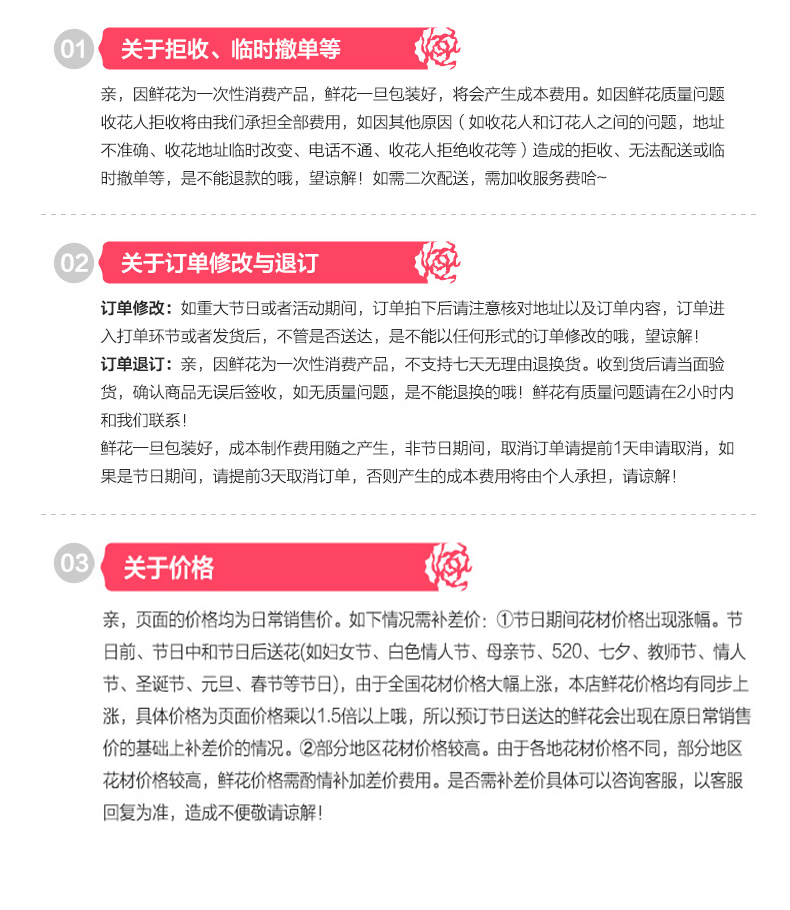 01
关于拒收、临时撤单等
亲，因鲜花为一次性消费产品，鲜花一旦包装好，将会产生成本费用。如因鲜花质量问题
收花人拒收将由我们承担全部费用，如因其他原因（如收花人和订花人之间的问题，地址
不准确、收花地址临时改变、电话不通、收花人拒绝收花等）造成的拒收、无法配送或临
时撤单等，是不能退款的哦，望谅解！如需二次配送，需加收服务费哈~
02
关于订单修改与退订
订单修改：如重大节日或者活动期间，订单拍下后请注意核对地址以及订单内容，订单进
入打单环节或者发货后，不管是否送达，是不能以任何形式的订单修改的哦，望谅解！
订单退订：亲，因鲜花为一次性消费产品，不支持七天无理由退换货。收到货后请当面验
货，确认商品无误后签收，如无质量问题，是不能退换的哦！鲜花有质量问题请在2小时内
和我们联系！
鲜花一旦包装好，成本制作费用随之产生，非节日期间，取消订单请提前1天申请取消，如
果是节日期间，请提前3天取消订单，否则产生的成本费用将由个人承担，请谅解！
03
关于价格
亲，页面的价格均为日常销售价。如下情况需补差价：①节日期间花材价格出现涨幅。节
日前、节日中和节日后送花(如妇女节、白色情人节、母亲节、520、七夕、教师节、情人
节、圣诞节、元旦、春节等节日)，由于全国花材价格大幅上涨，本店鲜花价格均有同步上
涨，具体价格为页面价格乘以1.5倍以上哦，所以预订节日送达的鲜花会出现在原日常销售
价的基础上补差价的情况。②部分地区花材价格较高。由于各地花材价格不同，部分地区
花材价格较高，鲜花价格需酌情补加差价费用。是否需补差价具体可以咨询客服，以客服
回复为准，造成不便敬请谅解！